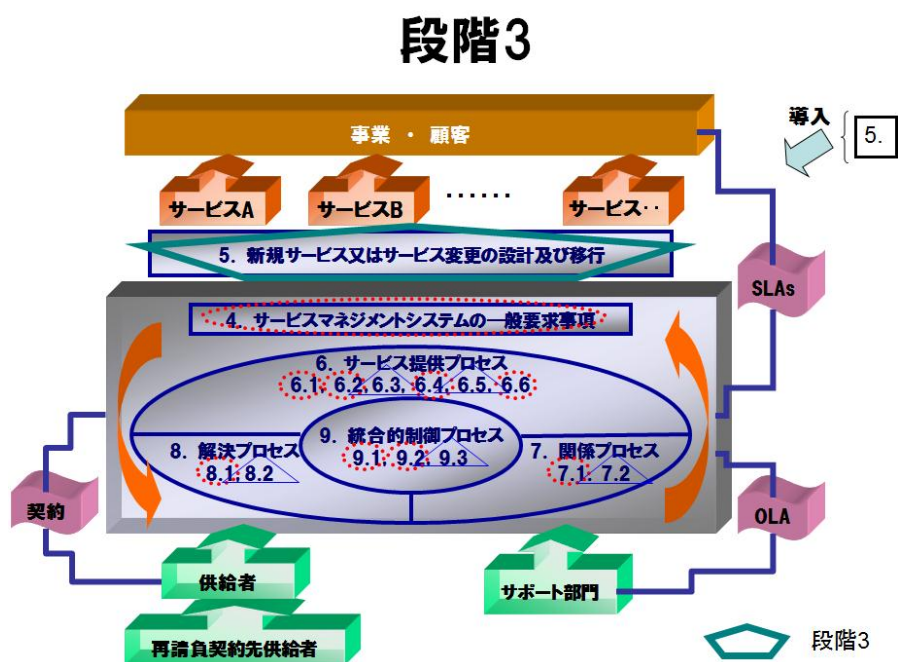 段階3
事業 ・ 顧客
導入
5.
サービスA
サービスB
‥‥‥
サービス‥
5. 新規サービス又はサービス変更の設計及び移行
SLAs
4. サービスマネジメントシステムの一般要求事項
6. サービス提供プロセス
6.1, 6.2, 6.3, 6.4, 6.5, 6.6
9. 統合的制御プロセス
9.1, 9.2, 9.3
8. 解決プロセス
8.1, 8.2
7. 関係プロセス
7.1, 7.2
契約
OLA
供給者
サポート部門
再請負契約先供給者
段階3